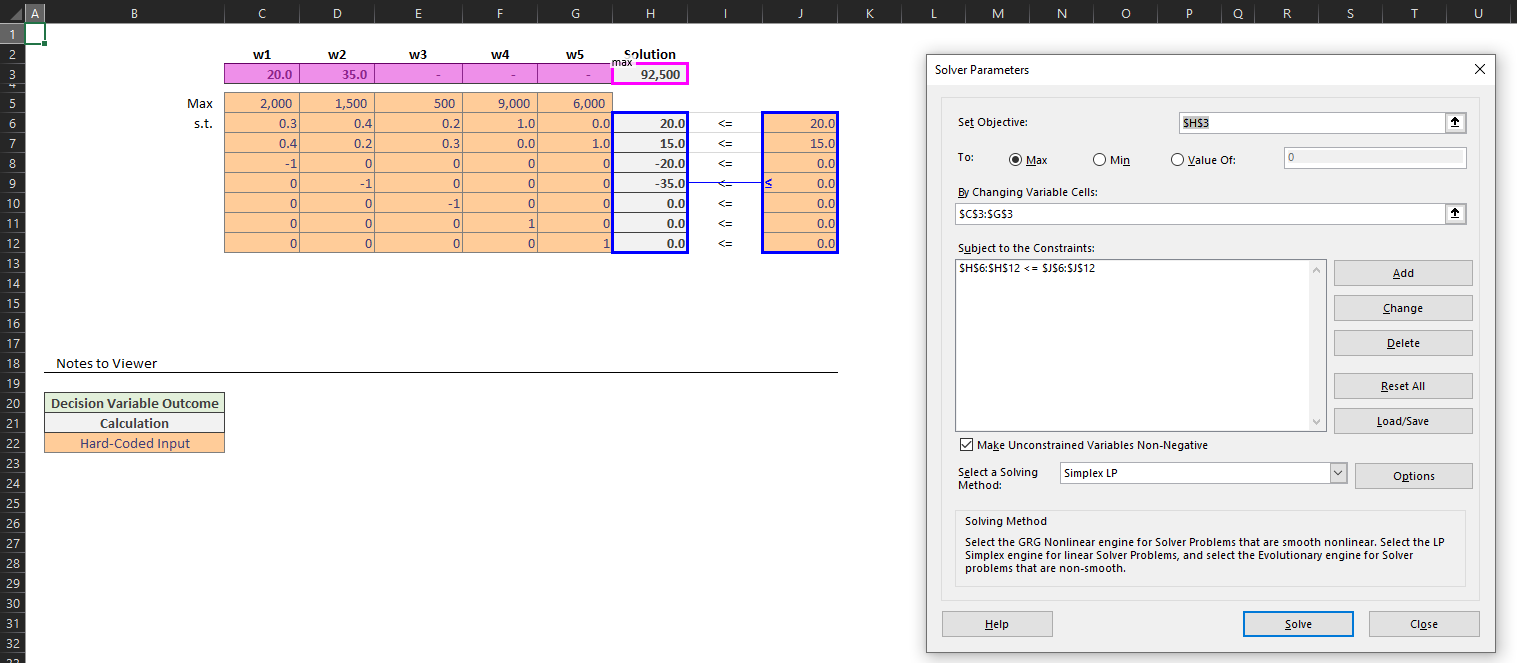 A B C D E F G H I J K L M N O P Q R S T U
1
2 w1 w2 w3 w4 w5 Solution
max
3 20.0 35.0 - - - 92,500
4
5 Max 2,000 1,500 500 9,000 6,000
6 s.t. 0.3 0.4 0.2 1.0 0.0 20.0 <= 20.0
7 0.4 0.2 0.3 0.0 1.0 15.0 <= 15.0
8 -1 0 0 0 0 -20.0 <= 0.0
9 0 -1 0 0 0 -35.0 <= ≤ 0.0
10 0 0 -1 0 0 0.0 <= 0.0
11 0 0 0 1 0 0.0 <= 0.0
12 0 0 0 0 1 0.0 <= 0.0
13
14
15
16
17
18 Notes to Viewer
19
20 Decision Variable Outcome
21 Calculation
22 Hard-Coded Input
23
24
25
26
27
28
29
30
31
32
33
Solver Parameters
Set Objective: $H$3
To: Max Min Value Of: 0
By Changing Variable Cells:
$C$3:$G$3
Subject to the Constraints:
$H$6:$H$12 <= $J$6:$J$12
Add
Change
Delete
Reset All
Load/Save
Make Unconstrained Variables Non-Negative
Select a Solving
Method:
Simplex LP
Options
Solving Method
Select the GRG Nonlinear engine for Solver Problems that are smooth nonlinear. Select the LP
Simplex engine for linear Solver Problems, and select the Evolutionary engine for Solver
problems that are non-smooth.
Help Solve Close